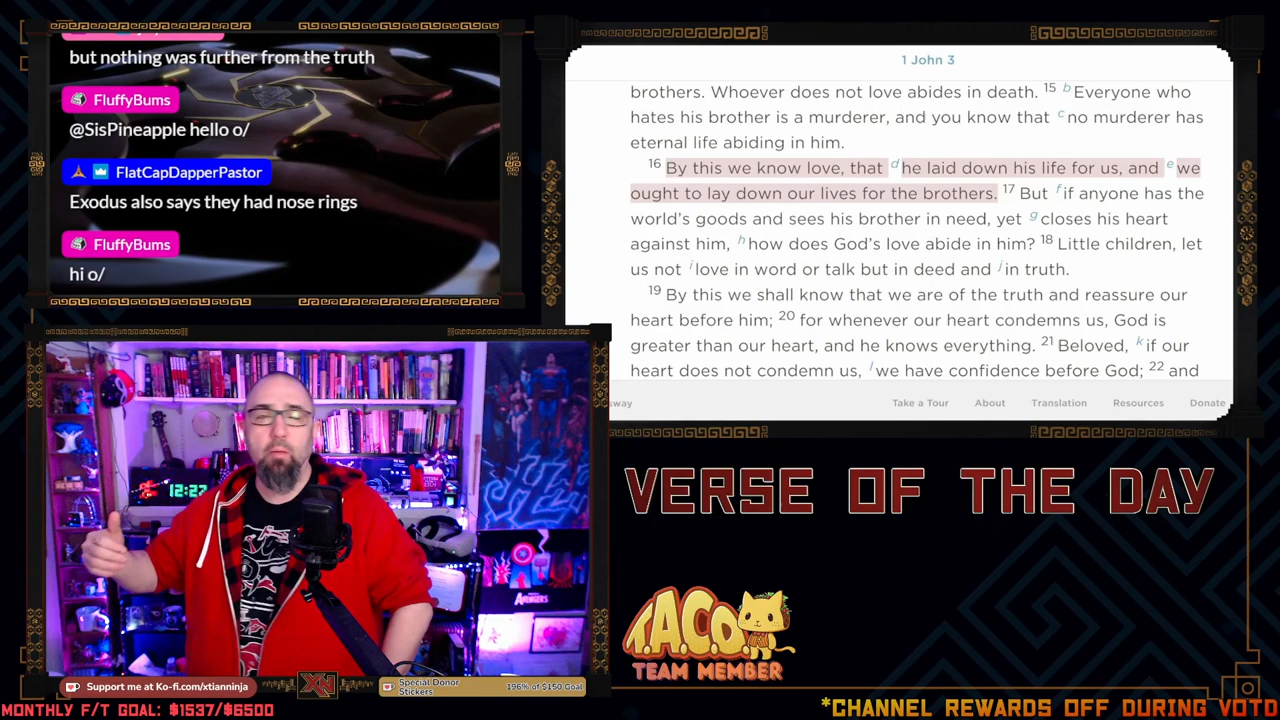 but nothing was further from the truth
FluffyBums
@SisPineapple hello o/
FlatCapDapperPastor
Exodus also says they had nose rings
FluffyBums
hi o/
1 John 3
brothers. Whoever does not love abides in death. 15 b Everyone who
hates his brother is a murderer, and you know that c no murderer has
eternal life abiding in him.
16 By this we know love, that d he laid down his life for us, and e we
ought to lay down our lives for the brothers. 17 But f if anyone has the
world's goods and sees his brother in need, yet g closes his heart
against him, h how does God's love abide in him? 18 Little children, let
us not i love in word or talk but in deed and j in truth.
19 By this we shall know that we are of the truth and reassure our
heart before him; 20 for whenever our heart condemns us, God is
greater than our heart, and he knows everything. 21 Beloved, k if our
heart does not condemn us, l we have confidence before God; 22 and
Take a Tour About Translation Resources Donate
12:27
AVENGERS
VERSE OF THE DAY
T.A.C.O.
TEAM MEMBER
Support me at Ko-fi.com/xtianninja
XN
Special Donor
Stickers
196% of $150 Goal
MONTHLY F/T GOAL: $1537/$6500
*CHANNEL REWARDS OFF DURING VOTD